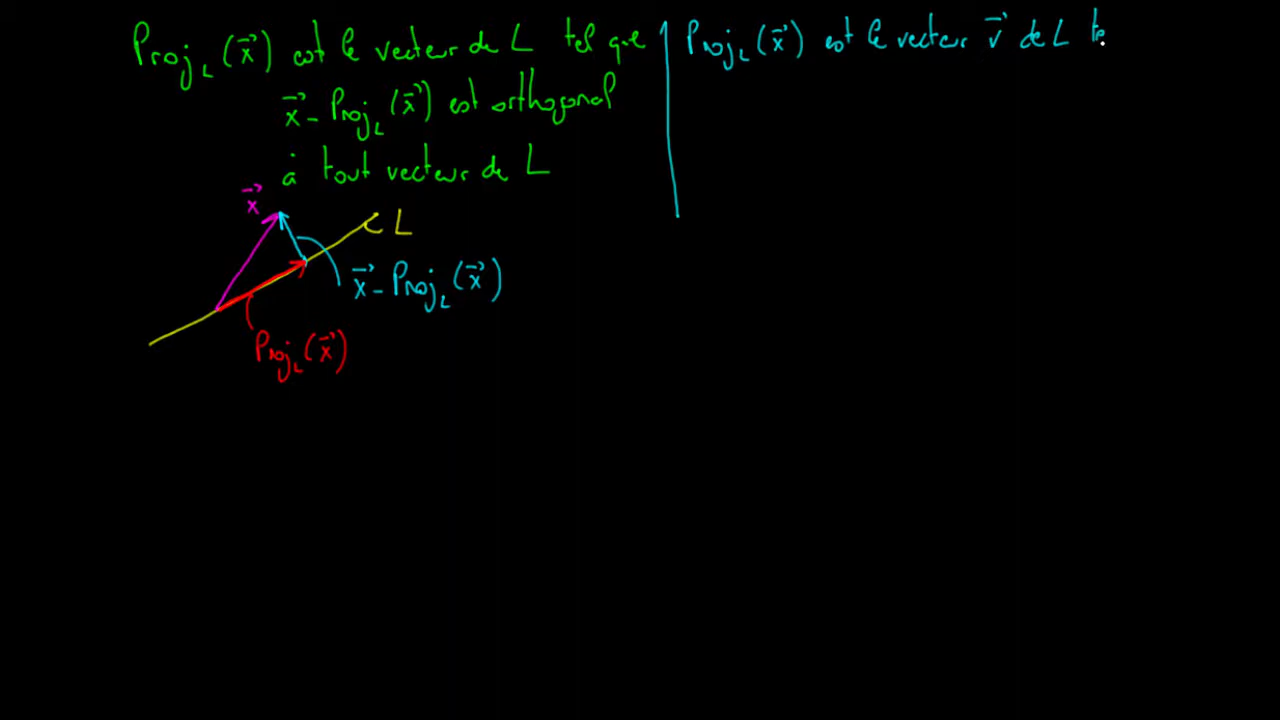 Proj_L(x⃗) est le vecteur de L tel que
x⃗ - Proj_L(x⃗) est orthogonal
à tout vecteur de L
Proj_L(x⃗) est le vecteur v⃗ de L te
x⃗
L
x⃗ - Proj_L(x⃗)
Proj_L(x⃗)